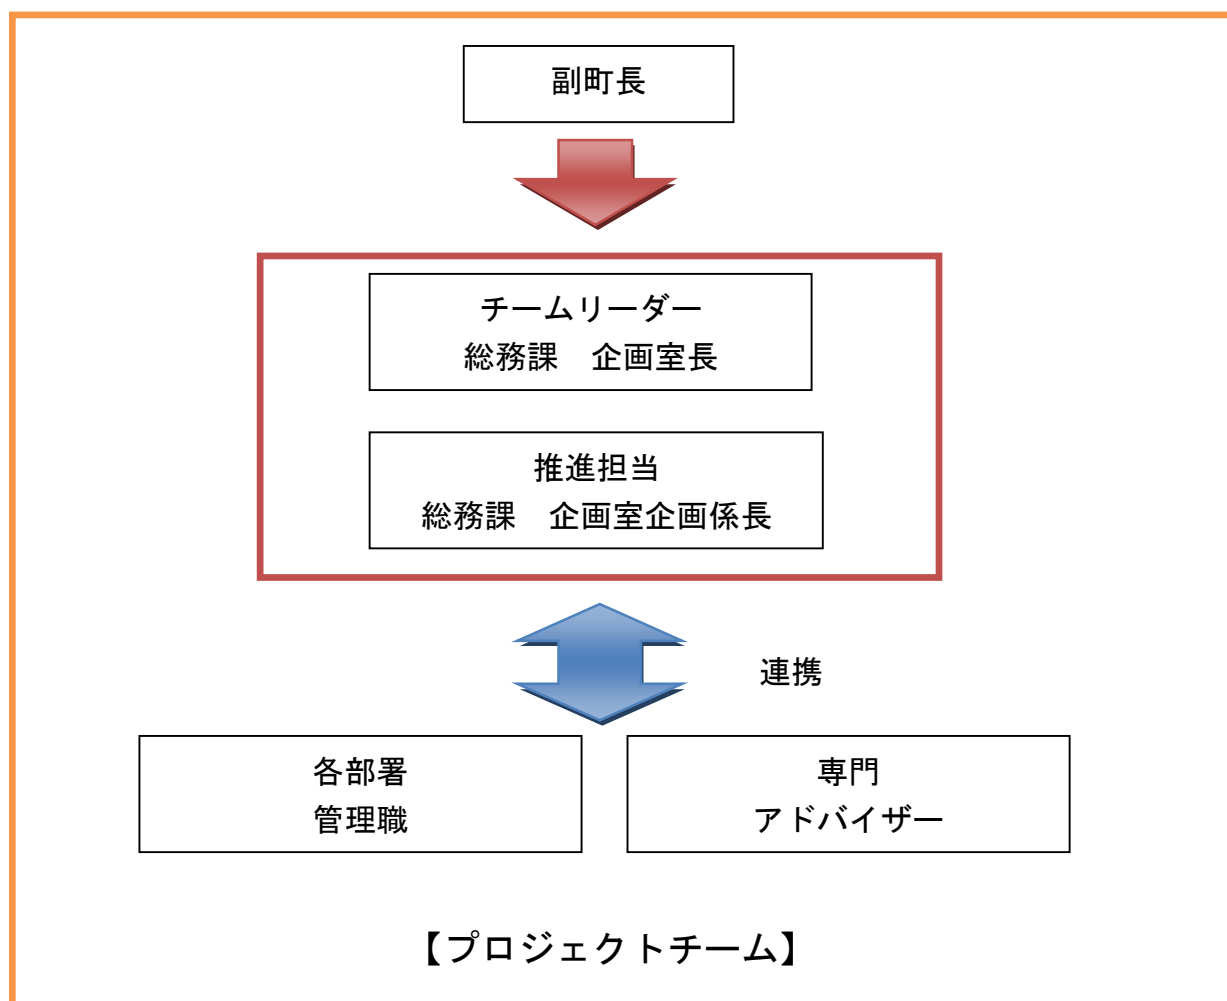 副町長
チームリーダー
総務課　企画室長
推進担当
総務課　企画室企画係長
連携
各部署
管理職
専門
アドバイザー
【プロジェクトチーム】